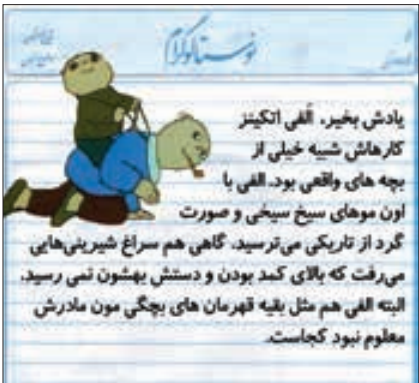 نوستالوگرام
یادش بخیر، اَلفی اتکینز
کارهاش شبیه خیلی از
بچه های واقعی بود. الفی با
اون موهای سیخ سیخی و صورت
گرد از تاریکی می‌ترسید. گاهی هم سراغ شیرینی‌هایی
می‌رفت که بالای کمد بودن و دستش بهشون نمی رسید.
البته الفی هم مثل بقیه قهرمان های بچگی مون مادرش
معلوم نبود کجاست.